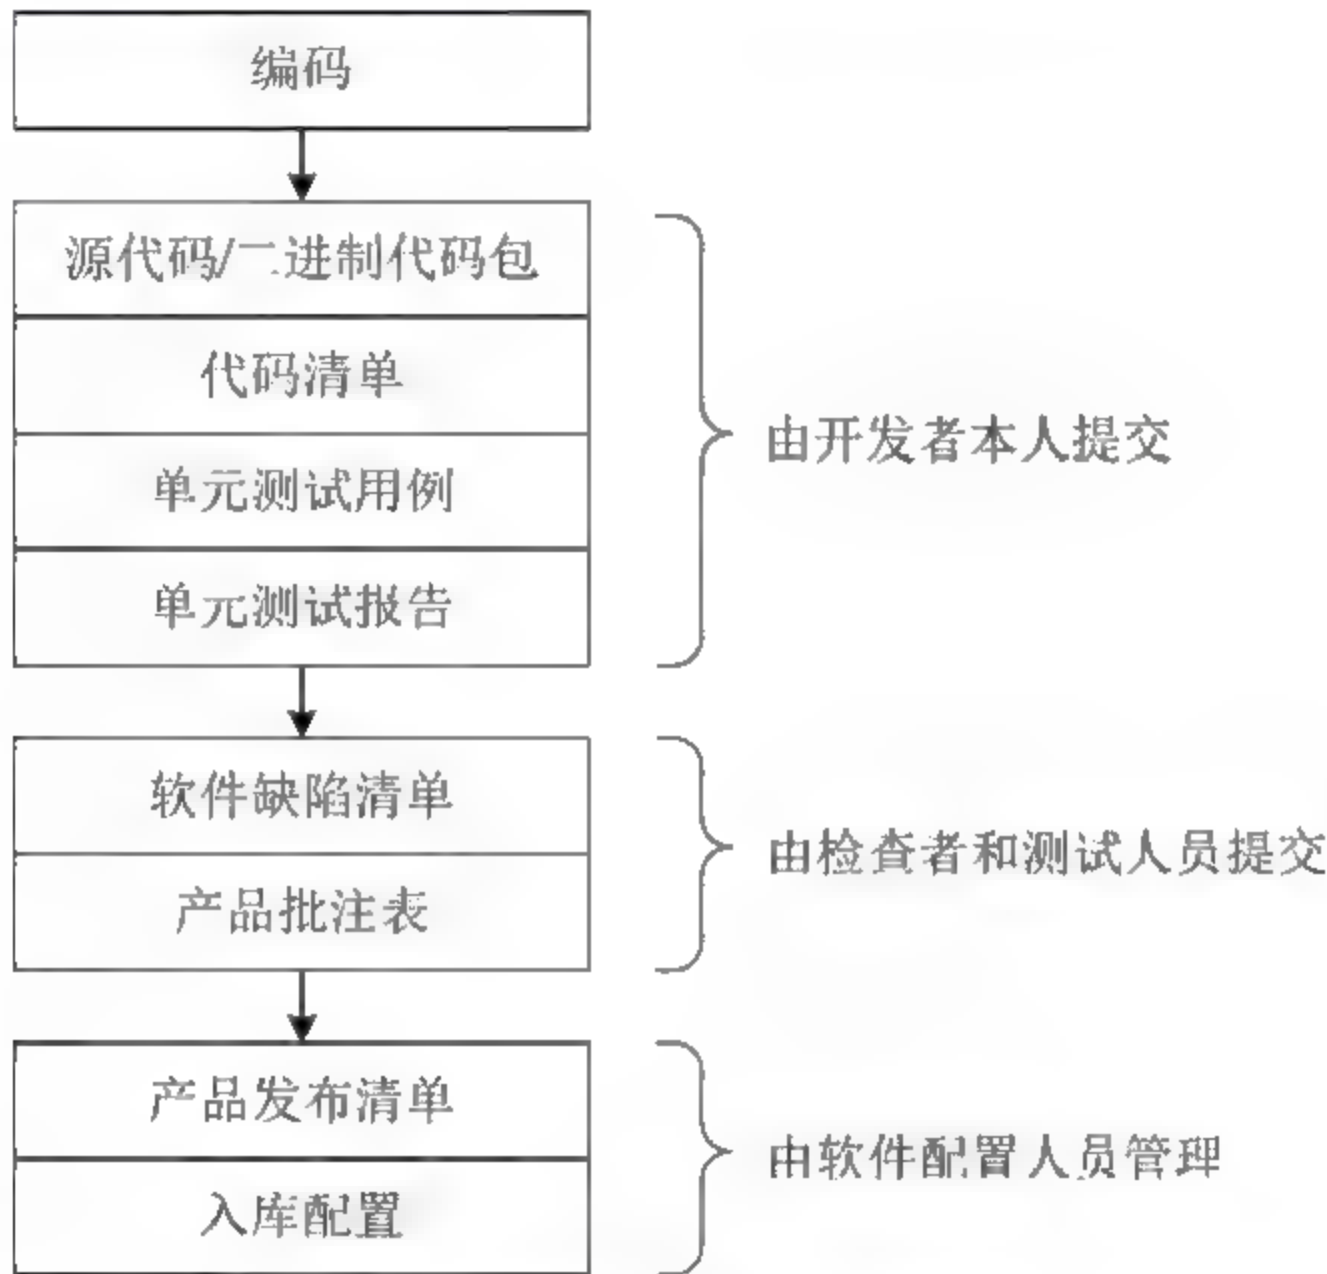 编码
源代码/二进制代码包
代码清单
单元测试用例
单元测试报告
由开发者本人提交
软件缺陷清单
产品批注表
由检查者和测试人员提交
产品发布清单
入库配置
由软件配置人员管理